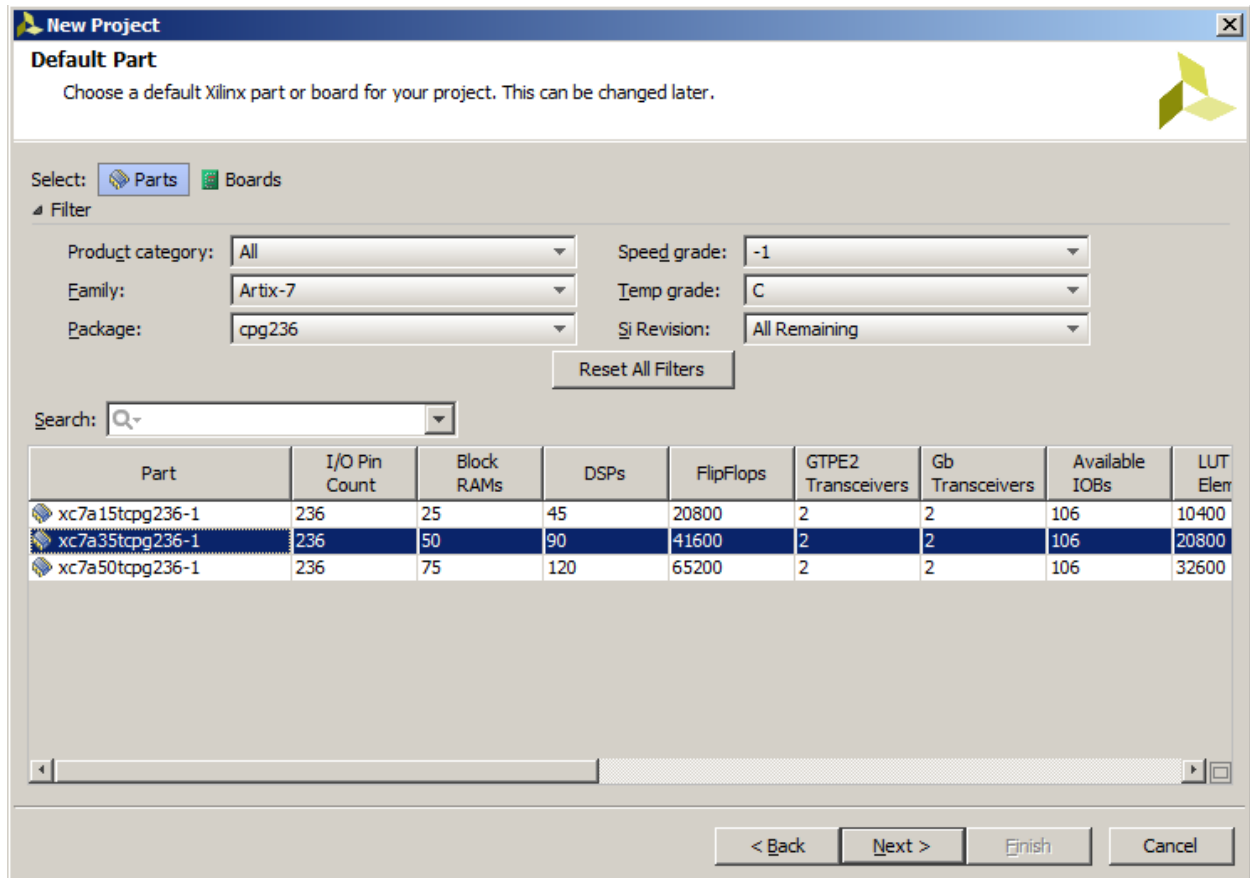 New Project
Default Part
Choose a default Xilinx part or board for your project. This can be changed later.
Select: Parts Boards
Filter
Product category: All Speed grade: -1
Family: Artix-7 Temp grade: C
Package: cpg236 Si Revision: All Remaining
Reset All Filters
Search:
Part I/O Pin Count Block RAMs DSPs FlipFlops GTPE2 Transceivers Gb Transceivers Available IOBs LUT Elem
xc7a15tcpg236-1 236 25 45 20800 2 2 106 10400
xc7a35tcpg236-1 236 50 90 41600 2 2 106 20800
xc7a50tcpg236-1 236 75 120 65200 2 2 106 32600
< Back Next > Finish Cancel